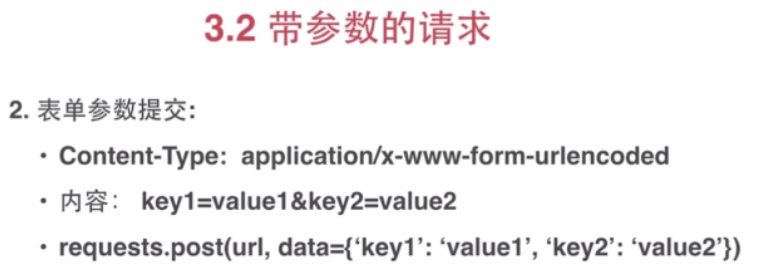 3.2 带参数的请求
2. 表单参数提交:
• Content-Type: application/x-www-form-urlencoded
• 内容： key1=value1&key2=value2
• requests.post(url, data={‘key1’: ‘value1’, ‘key2’: ‘value2’})